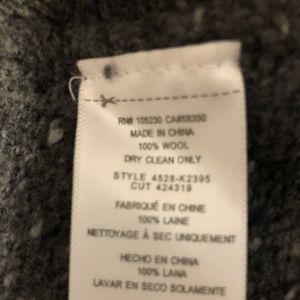 RN# 105230 CA#58350
MADE IN CHINA
100% WOOL
DRY CLEAN ONLY
STYLE 4528-K2395
CUT 424319
FABRIQUÉ EN CHINE
100% LAINE
NETTOYAGE À SEC UNIQUEMENT
HECHO EN CHINA
100% LANA
LAVAR EN SECO SOLAMENTE